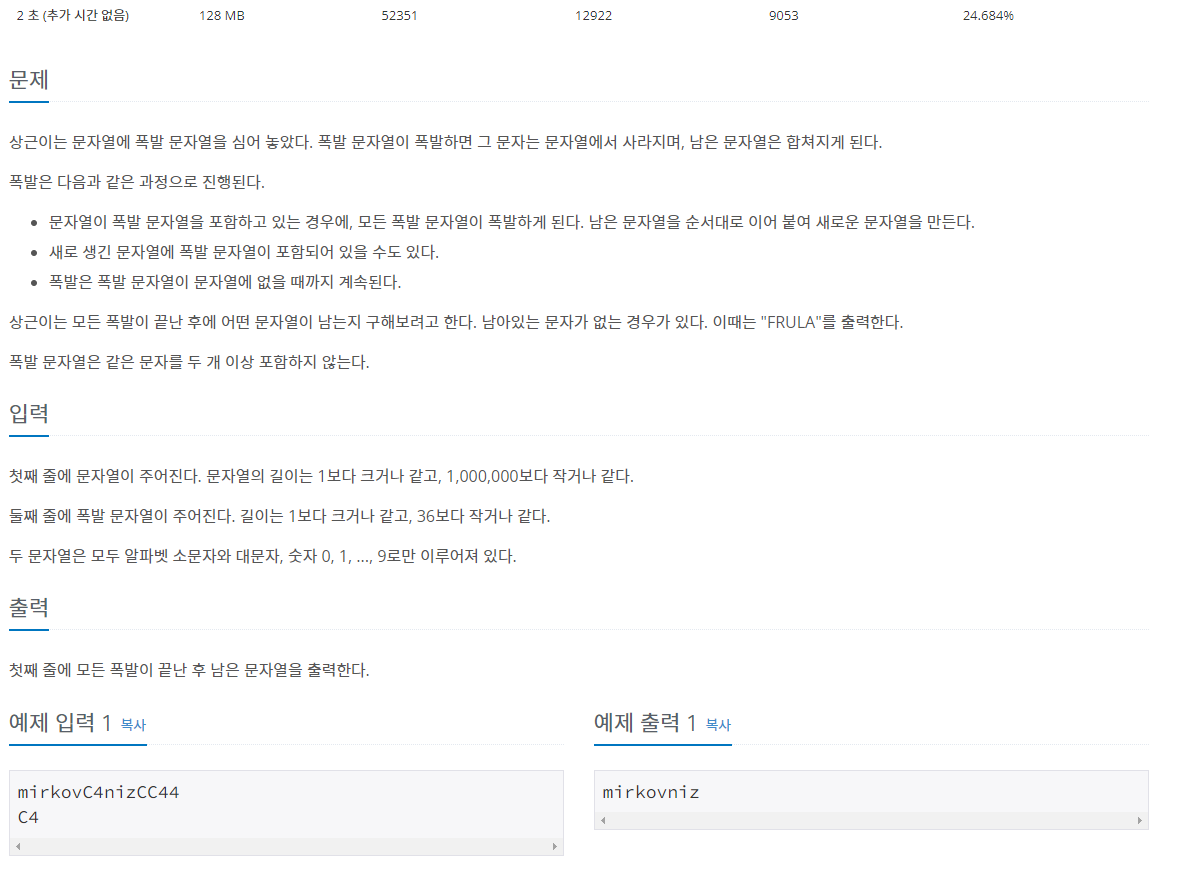 2 초 (추가 시간 없음) 128 MB 52351 12922 9053 24.684%
문제
상근이는 문자열에 폭발 문자열을 심어 놓았다. 폭발 문자열이 폭발하면 그 문자는 문자열에서 사라지며, 남은 문자열은 합쳐지게 된다.
폭발은 다음과 같은 과정으로 진행된다.
• 문자열이 폭발 문자열을 포함하고 있는 경우에, 모든 폭발 문자열이 폭발하게 된다. 남은 문자열을 순서대로 이어 붙여 새로운 문자열을 만든다.
• 새로 생긴 문자열에 폭발 문자열이 포함되어 있을 수도 있다.
• 폭발은 폭발 문자열이 문자열에 없을 때까지 계속된다.
상근이는 모든 폭발이 끝난 후에 어떤 문자열이 남는지 구해보려고 한다. 남아있는 문자가 없는 경우가 있다. 이때는 "FRULA"를 출력한다.
폭발 문자열은 같은 문자를 두 개 이상 포함하지 않는다.
입력
첫째 줄에 문자열이 주어진다. 문자열의 길이는 1보다 크거나 같고, 1,000,000보다 작거나 같다.
둘째 줄에 폭발 문자열이 주어진다. 길이는 1보다 크거나 같고, 36보다 작거나 같다.
두 문자열은 모두 알파벳 소문자와 대문자, 숫자 0, 1, ..., 9로만 이루어져 있다.
출력
첫째 줄에 모든 폭발이 끝난 후 남은 문자열을 출력한다.
예제 입력 1 복사
mirkovC4nizCC44
C4
예제 출력 1 복사
mirkovniz